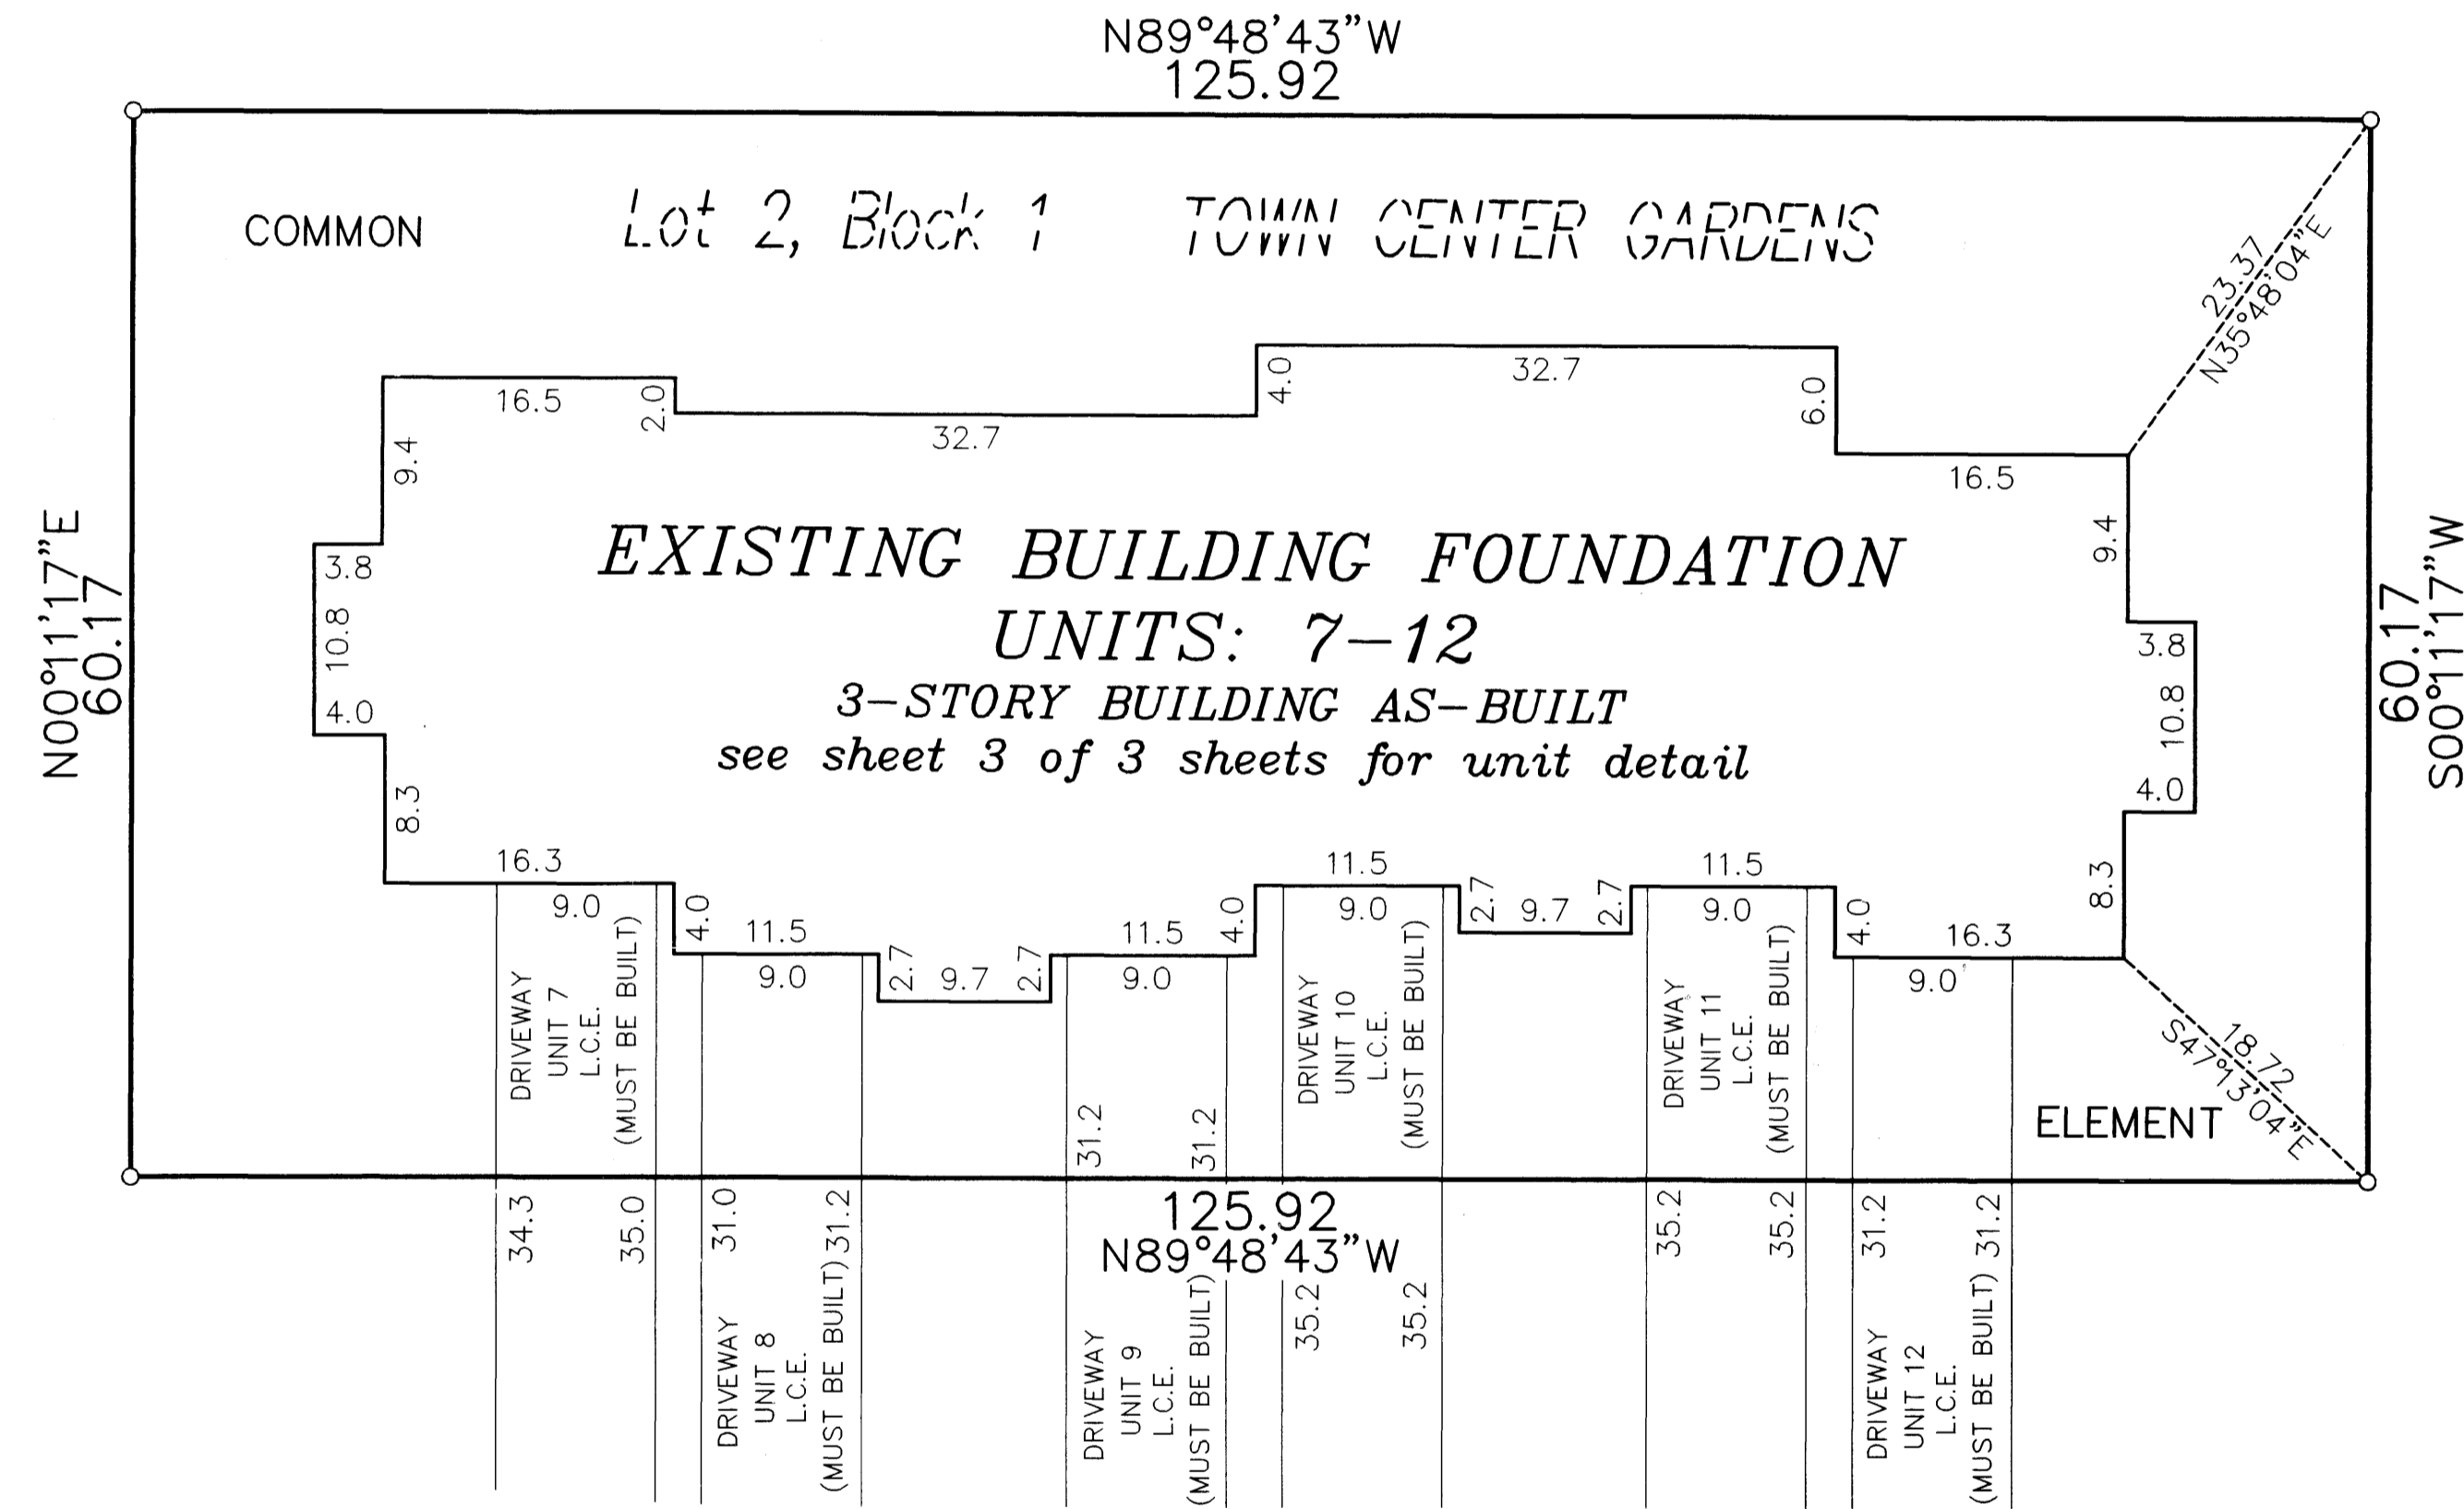 N89°48'43"W
125.92
COMMON
Lot 2, Block 1 TOWN CENTER GARDENS
23.37
N35°48'04"E
16.5
2.0
32.7
4.0
32.7
6.0
16.5
9.4
9.4
3.8
10.8
4.0
8.3
N00°11'17"E
60.17
EXISTING BUILDING FOUNDATION
UNITS: 7-12
3-STORY BUILDING AS-BUILT
see sheet 3 of 3 sheets for unit detail
3.8
10.8
4.0
8.3
60.17
S00°11'17"W
16.3
9.0
4.0
11.5
9.0
2.7
9.7
2.7
11.5
9.0
4.0
11.5
9.0
2.7
9.7
2.7
11.5
9.0
4.0
16.3
9.0
DRIVEWAY
UNIT 7
L.C.E.
(MUST BE BUILT)
31.2
31.2
DRIVEWAY
UNIT 10
L.C.E.
(MUST BE BUILT)
DRIVEWAY
UNIT 11
L.C.E.
(MUST BE BUILT)
ELEMENT
18.72
S47°13'04"E
34.3
35.0
31.0
31.2
125.92
N89°48'43"W
35.2
35.2
35.2
35.2
31.2
31.2
DRIVEWAY
UNIT 8
L.C.E.
(MUST BE BUILT)
DRIVEWAY
UNIT 9
L.C.E.
(MUST BE BUILT)
DRIVEWAY
UNIT 12
L.C.E.
(MUST BE BUILT)